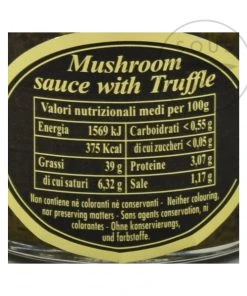 Mushroom
sauce with Truffle
Valori nutrizionali medi per 100g
Energia 1569 kJ Carboidrati <0,55 g
375 Kcal di cui zuccheri <0,05 g
Grassi 39 g Proteine 3,07g
di cui saturi 6,32 g Sale 1,17g
Non contiene né coloranti né conservanti - Neither colouring,
nor preserving matters - Sans agents conservation, ni
colorantes - Ohne konservierungs,
und farbstoffe.